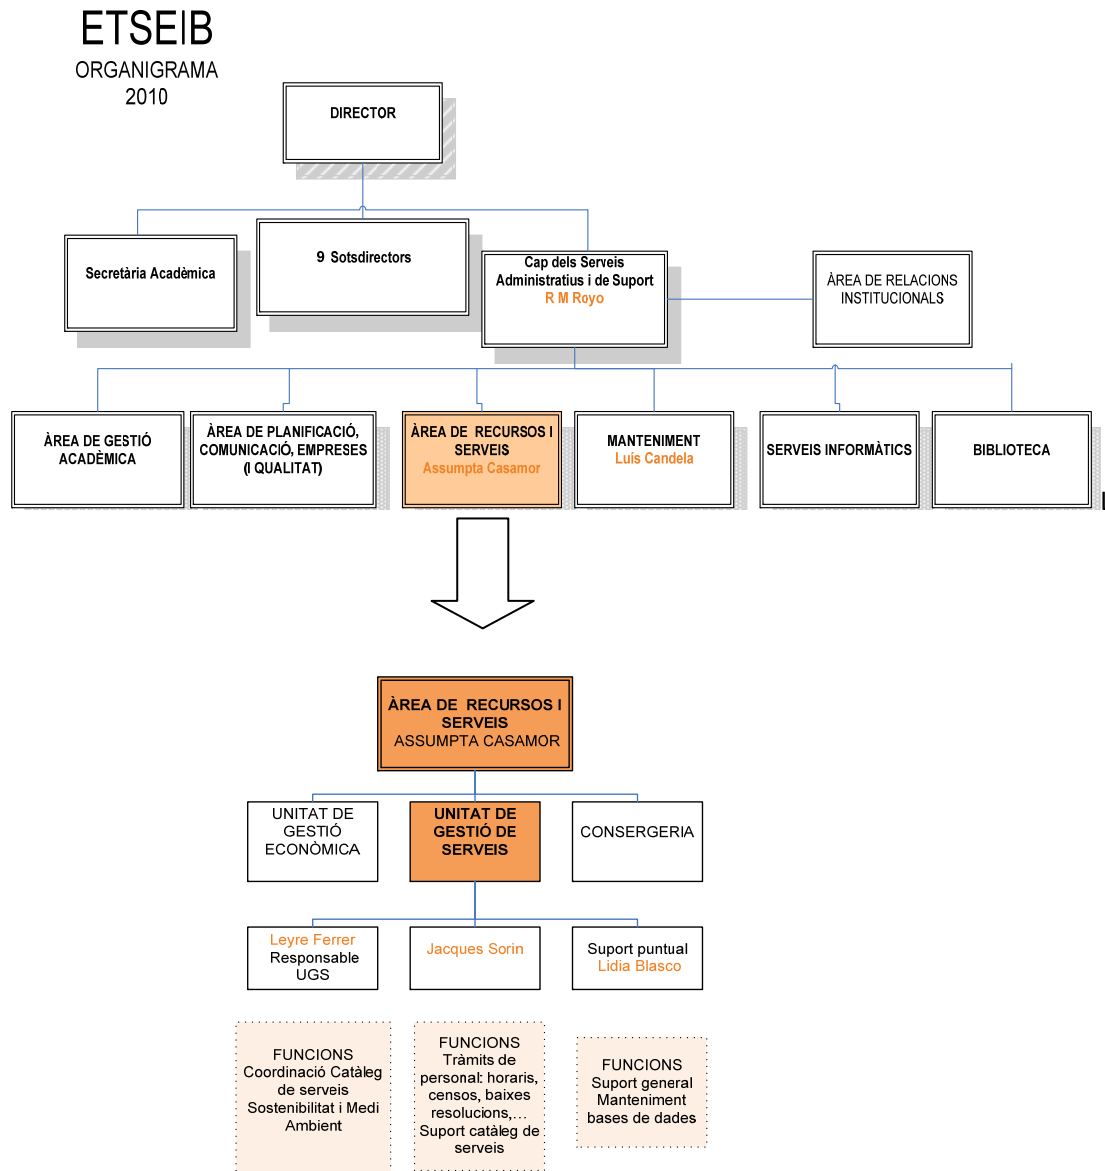 ETSEIB
ORGANIGRAMA
2010
DIRECTOR
Secretària Acadèmica
9 Sotsdirectors
Cap dels Serveis
Administratius i de Suport
R M Royo
ÀREA DE RELACIONS
INSTITUCIONALS
ÀREA DE GESTIÓ
ACADÈMICA
ÀREA DE PLANIFICACIÓ,
COMUNICACIÓ, EMPRESES
(I QUALITAT)
ÀREA DE RECURSOS I
SERVEIS
Assumpta Casamor
MANTENIMENT
Luís Candela
SERVEIS INFORMÀTICS
BIBLIOTECA
ÀREA DE RECURSOS I
SERVEIS
ASSUMPTA CASAMOR
UNITAT DE
GESTIÓ
ECONÒMICA
UNITAT DE
GESTIÓ DE
SERVEIS
CONSERGERIA
Leyre Ferrer
Responsable
UGS
Jacques Sorin
Suport puntual
Lidia Blasco
FUNCIONS
Coordinació Catàleg
de serveis
Sostenibilitat i Medi
Ambient
FUNCIONS
Tràmits de
personal: horaris,
censos, baixes
resolucions,...
Suport catàleg de
serveis
FUNCIONS
Suport general
Manteniment
bases de dades